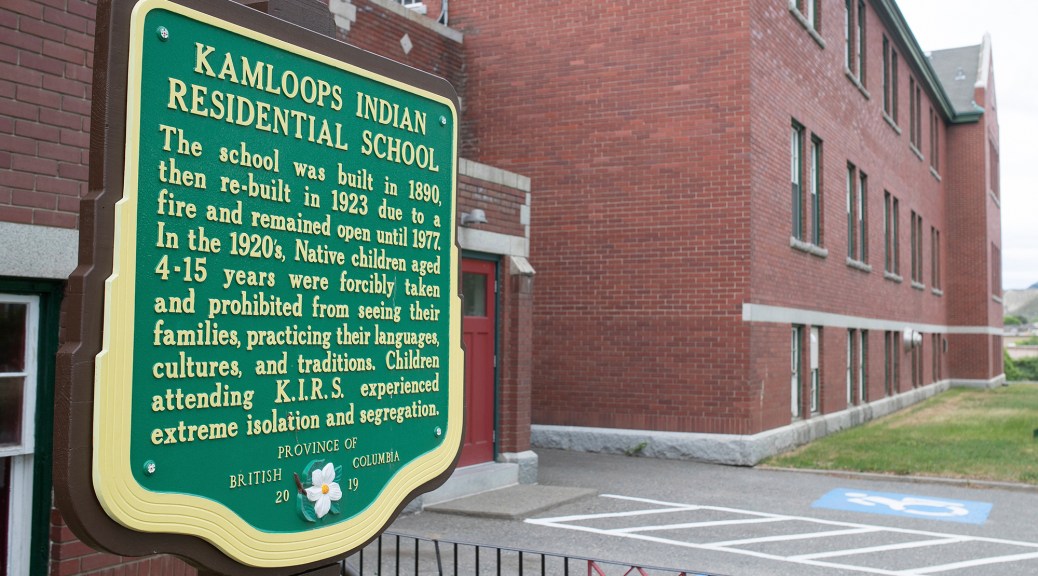 KAMLOOPS INDIAN
RESIDENTIAL SCHOOL
The school was built in 1890,
then re-built in 1923 due to a
fire and remained open until 1977.
In the 1920's, Native children aged
4-15 years were forcibly taken
and prohibited from seeing their
families, practicing their languages,
cultures, and traditions. Children
attending K.I.R.S. experienced
extreme isolation and segregation.
PROVINCE OF
BRITISH COLUMBIA
20 19